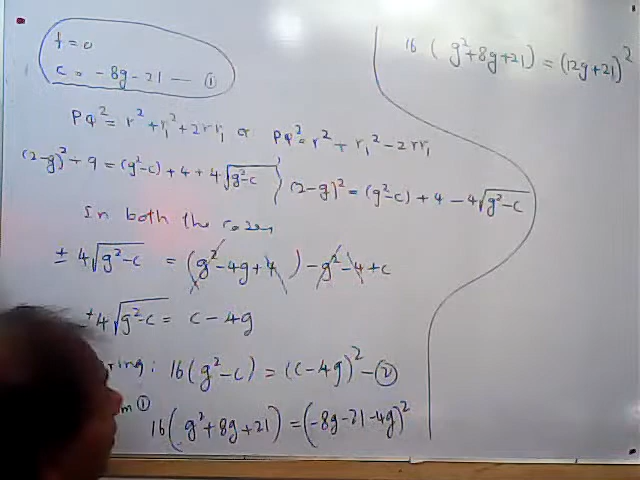 f = 0
c = -8g - 21 — ①
PQ² = r² + r₁² + 2rr₁ or PQ² = r² + r₁² - 2rr₁
(2-g)² + 9 = (g²-c) + 4 + 4√(g²-c) } (2-g)² = (g²-c) + 4 - 4√(g²-c)
In both the cases
± 4√(g²-c) = (g² - 4g + 4) - g² - 4 + c
± 4√(g²-c) = c - 4g
ring: 16(g²-c) = (c-4g)² - ②
m ① 16(g²+8g+21) = (-8g-21-4g)²
16 (g²+8g+21) = (12g+21)²